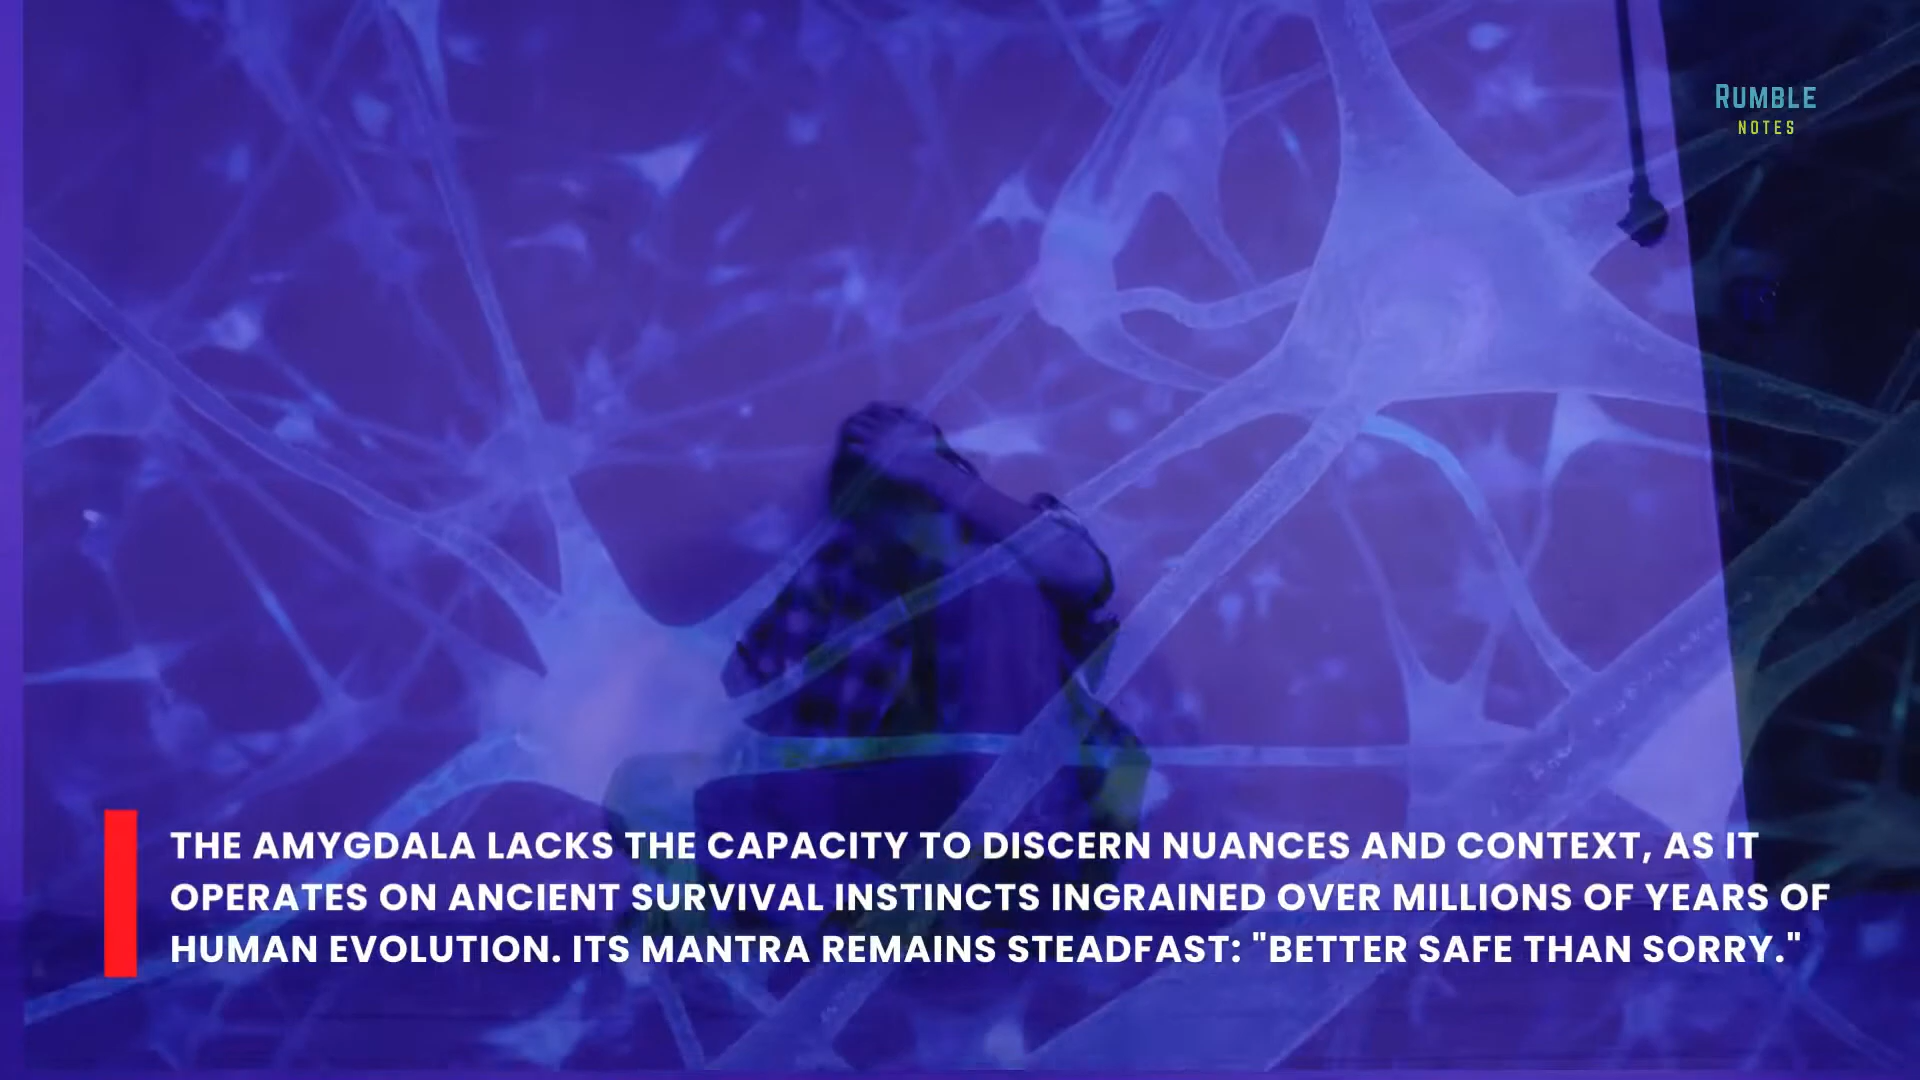 RUMBLE
NOTES
THE AMYGDALA LACKS THE CAPACITY TO DISCERN NUANCES AND CONTEXT, AS IT
OPERATES ON ANCIENT SURVIVAL INSTINCTS INGRAINED OVER MILLIONS OF YEARS OF
HUMAN EVOLUTION. ITS MANTRA REMAINS STEADFAST: "BETTER SAFE THAN SORRY."